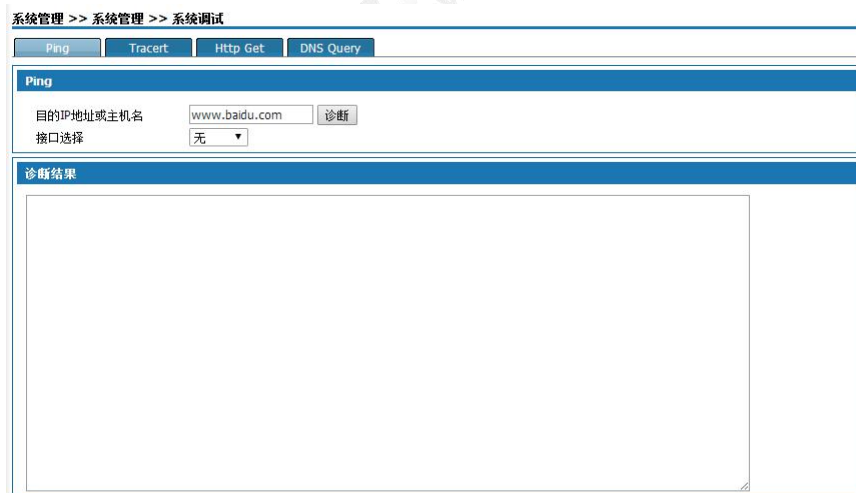 系统管理 >> 系统管理 >> 系统调试
Ping Tracert Http Get DNS Query
Ping
目的IP地址或主机名 www.baidu.com 诊断
接口选择 无
诊断结果